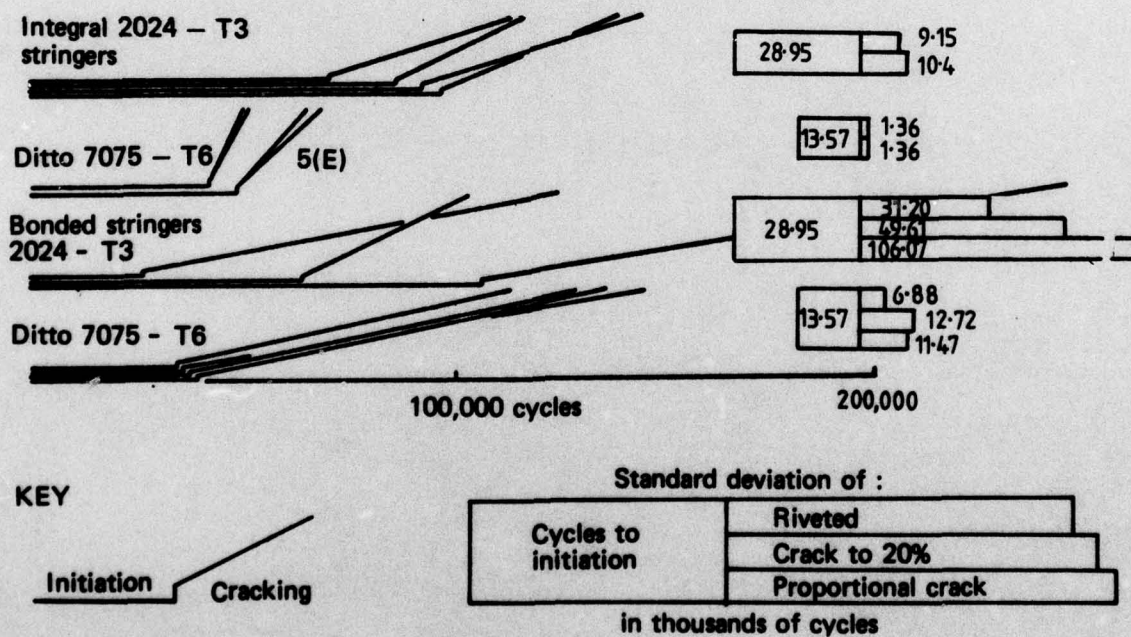 Integral 2024 – T3
stringers
28·95
9·15
10·4
Ditto 7075 – T6
5(E)
13·57
1·36
1·36
Bonded stringers
2024 - T3
28·95
31·20
49·61
106·07
Ditto 7075 - T6
13·57
6·88
12·72
11·47
100,000 cycles
200,000
KEY
Initiation
Cracking
Standard deviation of :
Cycles to
initiation
Riveted
Crack to 20%
Proportional crack
in thousands of cycles